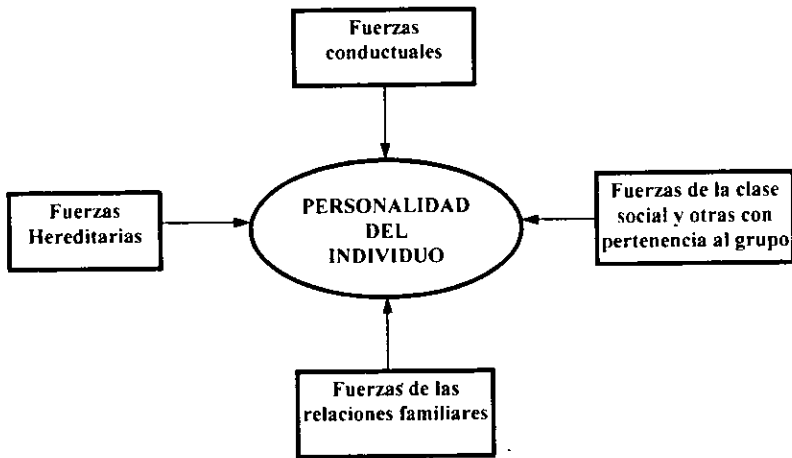 Fuerzas
conductuales
Fuerzas
Hereditarias
PERSONALIDAD
DEL
INDIVIDUO
Fuerzas de la clase
social y otras con
pertenencia al grupo
Fuerzas de las
relaciones familiares